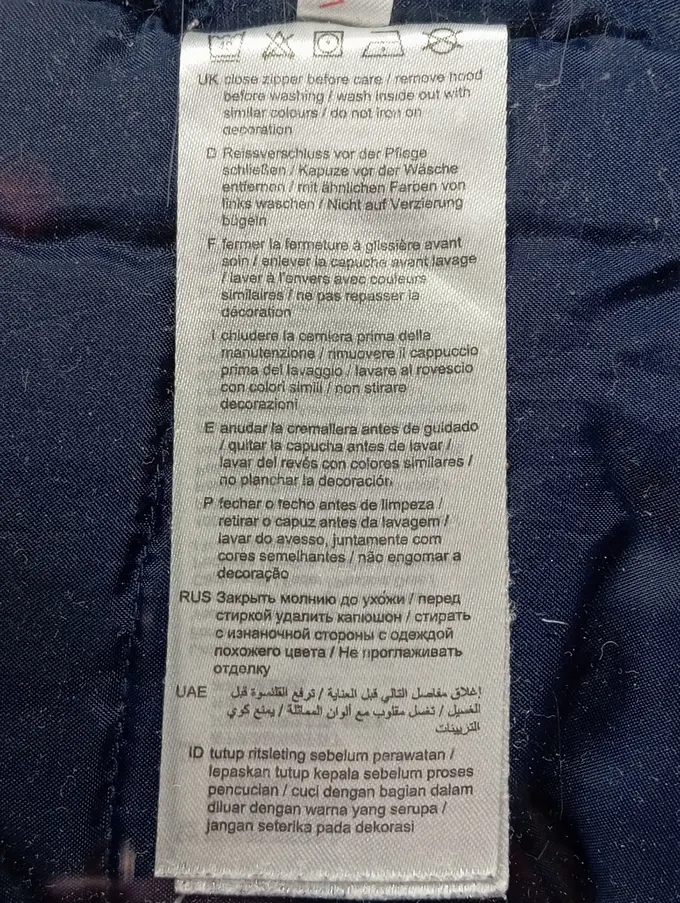 UK close zipper before care / remove hood
before washing / wash inside out with
similar colours / do not iron on
decoration
D Reissverschluss vor der Pflege
schließen / Kapuze vor der Wäsche
entfernen / mit ähnlichen Farben von
links waschen / Nicht auf Verzierung
bügeln
F fermer la fermeture à glissière avant
soin / enlever la capuche avant lavage
/ laver à l'envers avec couleurs
similaires / ne pas repasser la
décoration
I chiudere la cerniera prima della
manutenzione / rimuovere il cappuccio
prima del lavaggio / lavare al rovescio
con colori simili / non stirare
decorazioni
E anudar la cremallera antes de guidado
/ quitar la capucha antes de lavar /
lavar del revés con colores similares /
no planchar la decoración
P fechar o fecho antes de limpeza /
retirar o capuz antes da lavagem /
lavar do avesso, juntamente com
cores semelhantes / não engomar a
decoração
RUS Закрыть молнию до ухожи / перед
стиркой удалить капюшон / стирать
с изнаночной стороны с одеждой
похожего цвета / Не проглаживать
отделку
UAE إغلاق مفاصل التالي قبل العناية / ترفع القلنسوة قبل
الغسيل / تغسل مقلوب مع ألوان المماثلة / يمنع كوي
التزيينات
ID tutup ritsleting sebelum perawatan /
lepaskan tutup kepala sebelum proses
pencucian / cuci dengan bagian dalam
diluar dengan warna yang serupa /
jangan seterika pada dekorasi